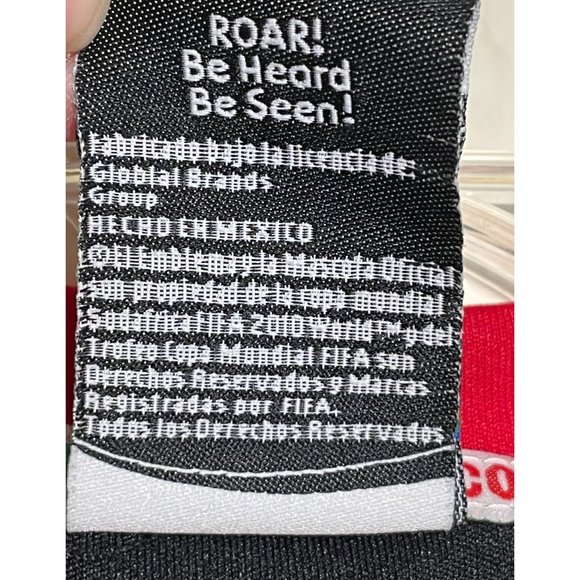 ROAR!
Be Heard
Be Seen!
Fabricado bajo la licencia de:
Globlal Brands
Group
HECHO EN MEXICO
©El Emblema y la Mascota Oficial
son propiedad de la copa mundial
Sudafrica FIFA 2010 World™ y del
Trofeo Copa Mundial FIFA son
Derechos Reservados y Marcas
Registradas por FIFA.
Todos los Derechos Reservados
CO